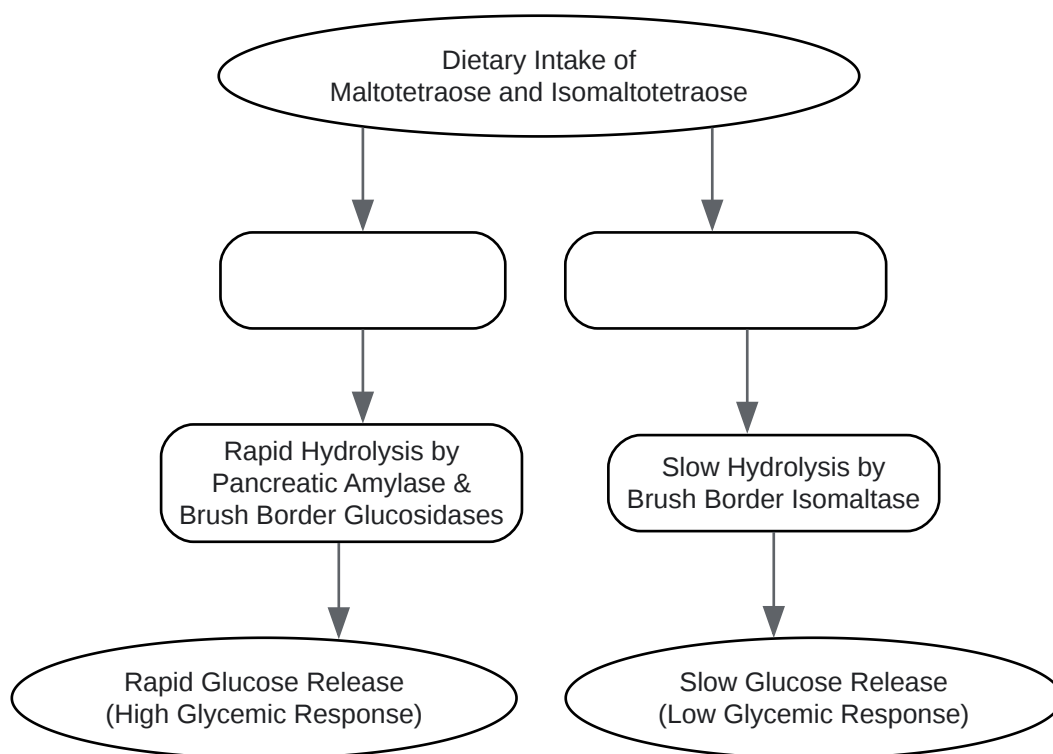 Dietary Intake of
Maltotetraose and Isomaltotetraose
Rapid Hydrolysis by
Pancreatic Amylase &
Brush Border Glucosidases
Slow Hydrolysis by
Brush Border Isomaltase
Rapid Glucose Release
(High Glycemic Response)
Slow Glucose Release
(Low Glycemic Response)